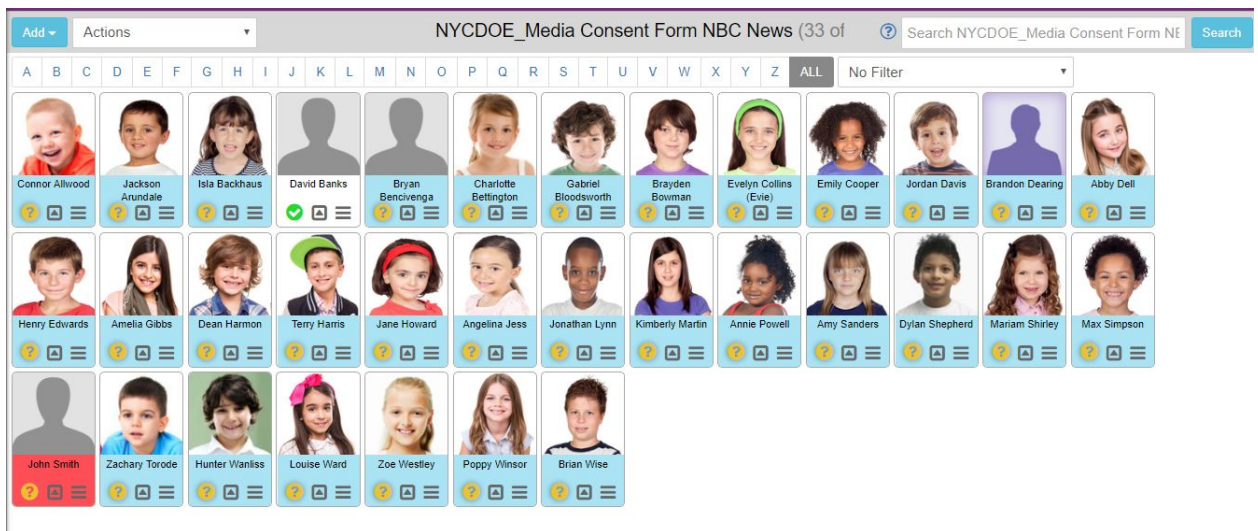 Add
Actions
NYCDOE_Media Consent Form NBC News (33 of
?
Search NYCDOE_Media Consent Form NE
Search
A B C D E F G H I J K L M N O P Q R S T U V W X Y Z ALL
No Filter
Connor Allwood
Jackson
Arundale
Isla Backhaus
David Banks
Bryan
Bencivenga
Charlotte
Bettington
Gabriel
Bloodsworth
Brayden
Bowman
Evelyn Collins
(Evie)
Emily Cooper
Jordan Davis
Brandon Dearing
Abby Dell
? ? ? ? ? ? ? ? ? ? ? ?
Henry Edwards
Amelia Gibbs
Dean Harmon
Terry Harris
Jane Howard
Angelina Jess
Jonathan Lynn
Kimberly Martin
Annie Powell
Amy Sanders
Dylan Shepherd
Mariam Shirley
Max Simpson
? ? ? ? ? ? ? ? ? ? ? ? ?
John Smith
Zachary Torode
Hunter Wanliss
Louise Ward
Zoe Westley
Poppy Winsor
Brian Wise
? ? ? ? ? ? ?